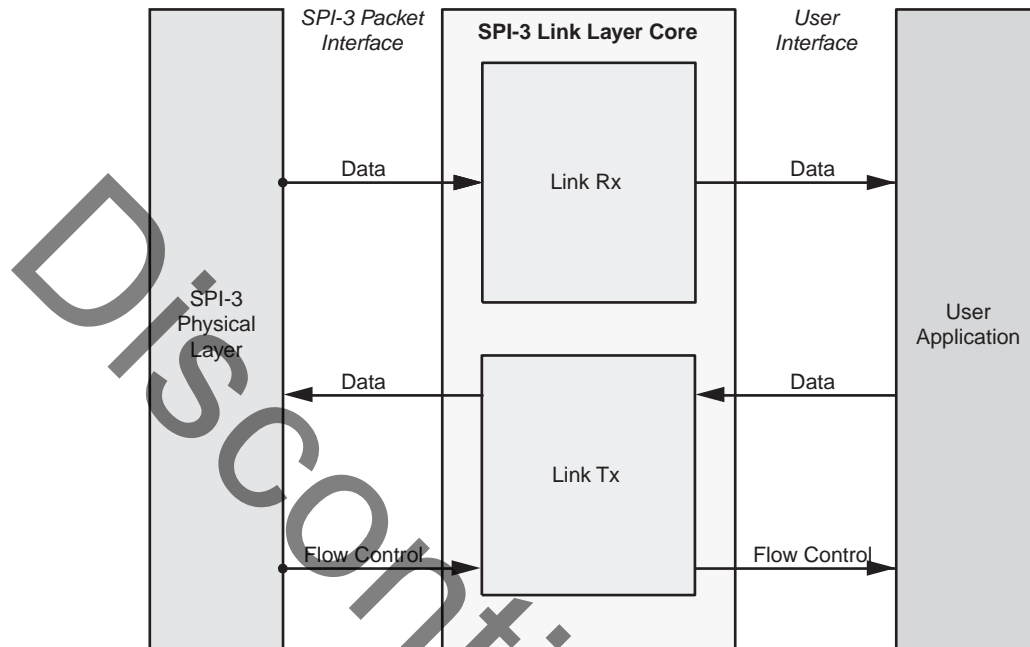 SPI-3 Packet
Interface
SPI-3 Link Layer Core
User
Interface
Data
Link Rx
Data
SPI-3
Physical
Layer
User
Application
Data
Data
Link Tx
Flow Control
Flow Control
Disconti